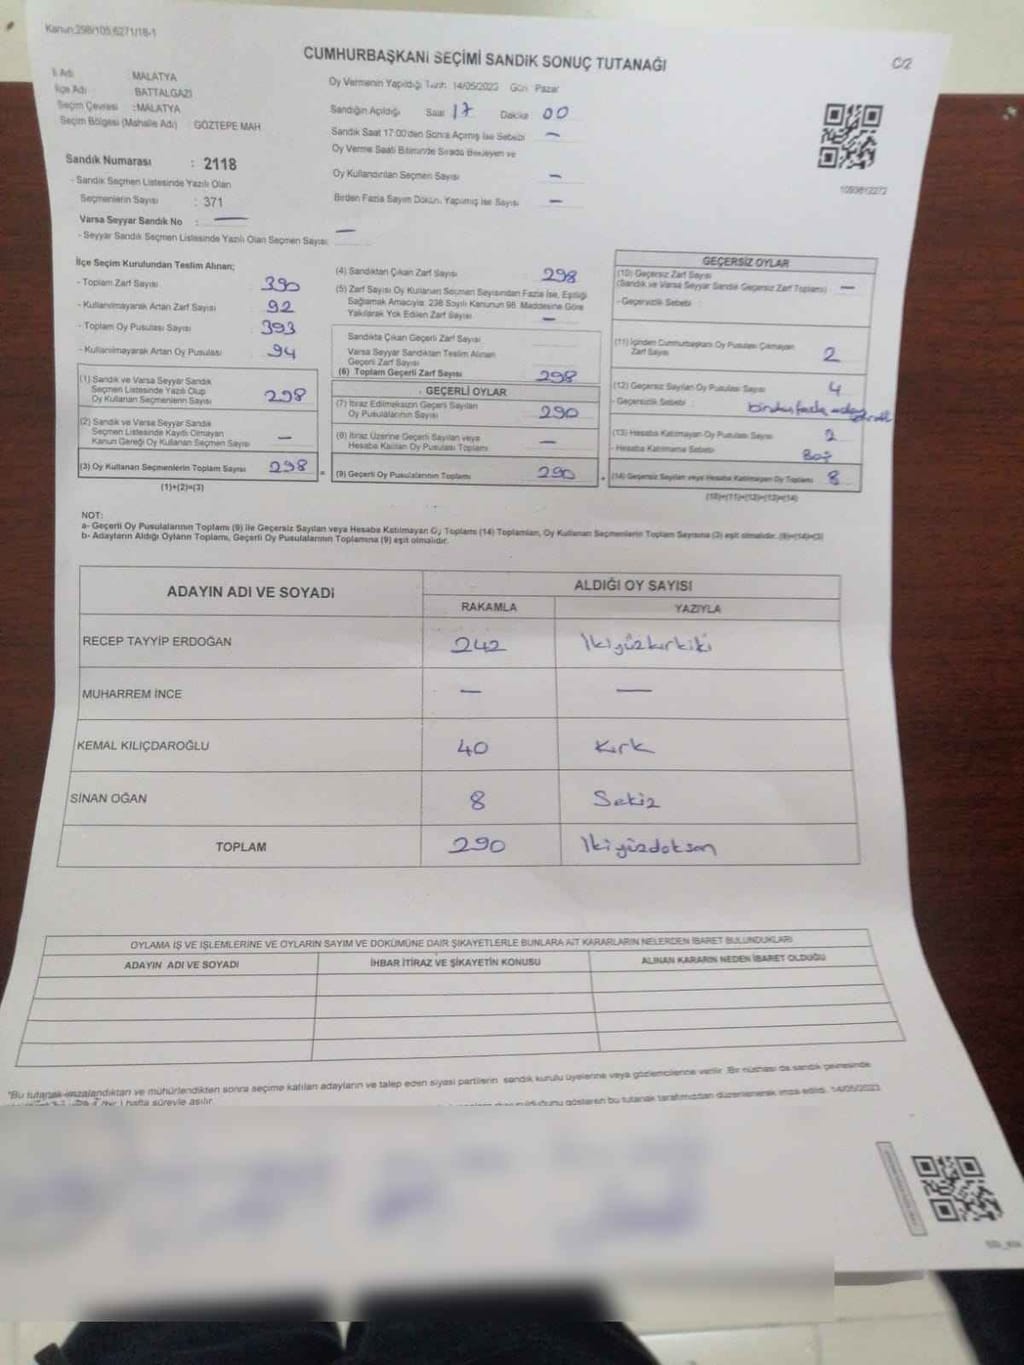 Kanun:298/105,6271/18-1
CUMHURBAŞKANI SEÇİMİ SANDIK SONUÇ TUTANAĞI
C/2
İl Adı : MALATYA
İlçe Adı : BATTALGAZİ
Seçim Çevresi : MALATYA
Seçim Bölgesi (Mahalle Adı) : GÖZTEPE MAH
Sandık Numarası : 2118
- Sandık Seçmen Listesinde Yazılı Olan
Seçmenlerin Sayısı : 371
Varsa Seyyar Sandık No : —
- Seyyar Sandık Seçmen Listesinde Yazılı Olan Seçmen Sayısı: —
Oy Vermenin Yapıldığı Tarih: 14/05/2023 Gün: Pazar
Sandığın Açıldığı Saat 17 Dakika 00
Sandık Saat 17:00'den Sonra Açılmış İse Sebebi —
Oy Verme Saati Bitiminde Sırada Bekleyen ve
Oy Kullandırılan Seçmen Sayısı —
Birden Fazla Sayım Döküm Yapılmış İse Sayısı —
1093812272
İlçe Seçim Kurulundan Teslim Alınan;
- Toplam Zarf Sayısı 390
- Kullanılmayarak Artan Zarf Sayısı 92
- Toplam Oy Pusulası Sayısı 393
- Kullanılmayarak Artan Oy Pusulası 94
(1) Sandık ve Varsa Seyyar Sandık
Seçmen Listesinde Yazılı Olup
Oy Kullanan Seçmenlerin Sayısı 298
(2) Sandık ve Varsa Seyyar Sandık
Seçmen Listesinde Kayıtlı Olmayan
Kanun Gereği Oy Kullanan Seçmen Sayısı —
(3) Oy Kullanan Seçmenlerin Toplam Sayısı 298 =
(1)+(2)=(3)
(4) Sandıktan Çıkan Zarf Sayısı 298
(5) Zarf Sayısı Oy Kullanan Seçmen Sayısından Fazla İse, Eşitliği
Sağlamak Amacıyla 298 Sayılı Kanunun 98. Maddesine Göre
Yakılarak Yok Edilen Zarf Sayısı —
Sandıkta Çıkan Geçerli Zarf Sayısı
Varsa Seyyar Sandıktan Teslim Alınan
Geçerli Zarf Sayısı
(6) Toplam Geçerli Zarf Sayısı 298
GEÇERLİ OYLAR
(7) İtiraz Edilmeksizin Geçerli Sayılan
Oy Pusulalarının Sayısı 290
(8) İtiraz Üzerine Geçerli Sayılan veya
Hesaba Katılan Oy Pusulası Toplamı —
(9) Geçerli Oy Pusulalarının Toplamı 290 +
GEÇERSİZ OYLAR
(10) Geçersiz Zarf Sayısı
(Sandık ve Varsa Seyyar Sandık Geçersiz Zarf Toplamı) —
- Geçersizlik Sebebi :
(11) İçinden Cumhurbaşkanı Oy Pusulası Çıkmayan
Zarf Sayısı 2
(12) Geçersiz Sayılan Oy Pusulası Sayısı 4
- Geçersizlik Sebebi : birden fazla
(13) Hesaba Katılmayan Oy Pusulası Sayısı 2
- Hesaba Katılmama Sebebi Boş
(14) Geçersiz Sayılan veya Hesaba Katılmayan Oy Toplamı 8
(10)+(11)+(12)+(13)=(14)
NOT:
a- Geçerli Oy Pusulalarının Toplamı (9) ile Geçersiz Sayılan veya Hesaba Katılmayan Oy Toplamı (14) Toplamları, Oy Kullanan Seçmenlerin Toplam Sayısına (3) eşit olmalıdır. (9)+(14)=(3)
b- Adayların Aldığı Oyların Toplamı, Geçerli Oy Pusulalarının Toplamına (9) eşit olmalıdır.
ADAYIN ADI VE SOYADI ALDIĞI OY SAYISI
RAKAMLA YAZIYLA
RECEP TAYYİP ERDOĞAN 242 İkiyüzkırkiki
MUHARREM İNCE — —
KEMAL KILIÇDAROĞLU 40 Kırk
SİNAN OĞAN 8 Sekiz
TOPLAM 290 İkiyüzdoksan
OYLAMA İŞ VE İŞLEMLERİNE VE OYLARIN SAYIM VE DÖKÜMÜNE DAİR ŞİKAYETLERLE BUNLARA AİT KARARLARIN NELERDEN İBARET BULUNDUKLARI
ADAYIN ADI VE SOYADI İHBAR İTİRAZ VE ŞİKAYETİN KONUSU ALINAN KARARIN NEDEN İBARET OLDUĞU
"Bu tutanak imzalandıktan ve mühürlendikten sonra seçime katılan adayların ve talep eden siyasi partilerin sandık kurulu üyelerine veya gözlemcilerine verilir. Bir nüshası da sandık çevresinde
1 hafta süreyle asılır. gösteren bu tutanak tarafımızdan düzenlenerek imza edildi. 14/05/2023